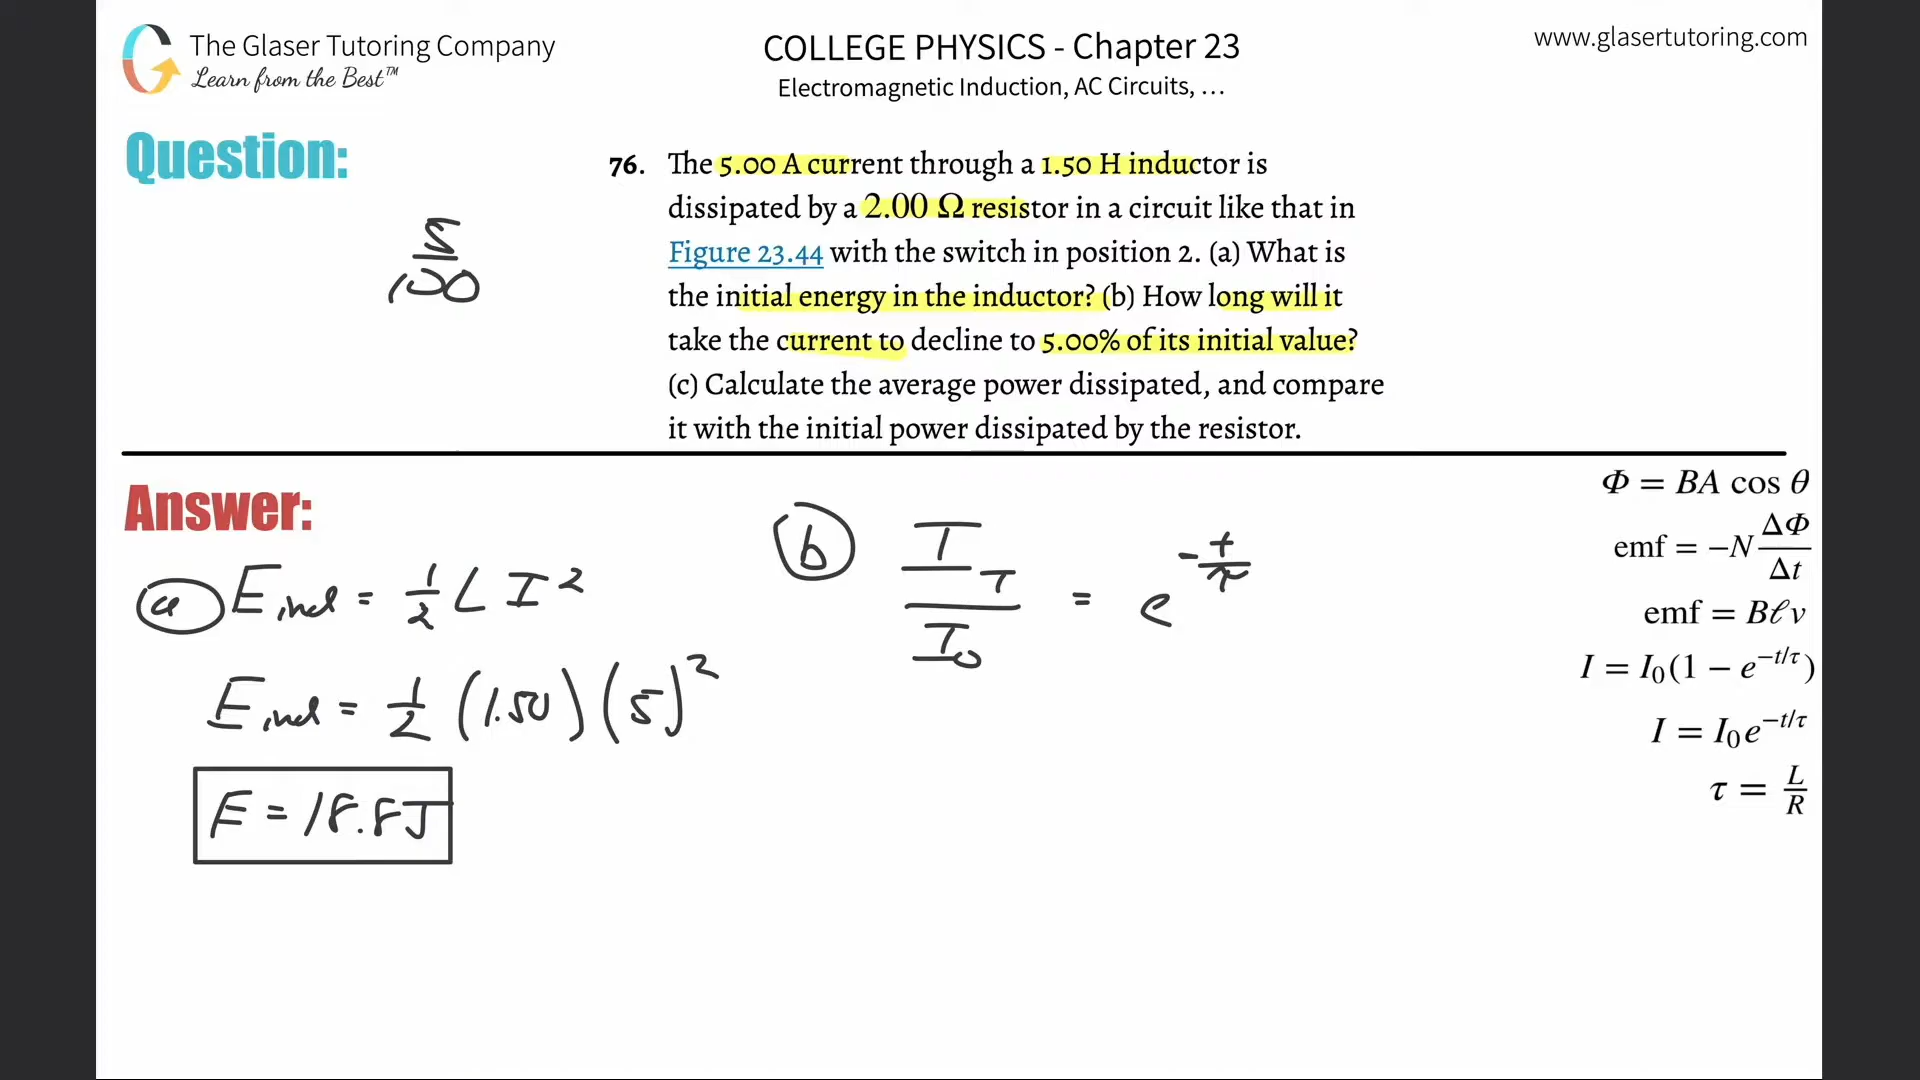 The Glaser Tutoring Company
Learn from the Best™
COLLEGE PHYSICS - Chapter 23
Electromagnetic Induction, AC Circuits, ...
www.glasertutoring.com
Question:
5
100
76. The 5.00 A current through a 1.50 H inductor is
dissipated by a 2.00 Ω resistor in a circuit like that in
Figure 23.44 with the switch in position 2. (a) What is
the initial energy in the inductor? (b) How long will it
take the current to decline to 5.00% of its initial value?
(c) Calculate the average power dissipated, and compare
it with the initial power dissipated by the resistor.
Answer:
(a) E_ind = 1/2 L I²
E_ind = 1/2 (1.50)(5)²
E = 18.8J
(b) I_T / I_0 = e^(-t/τ)
Φ = BA cos θ
emf = −N ΔΦ/Δt
emf = Bℓv
I = I₀(1 − e^(−t/τ))
I = I₀e^(−t/τ)
τ = L/R